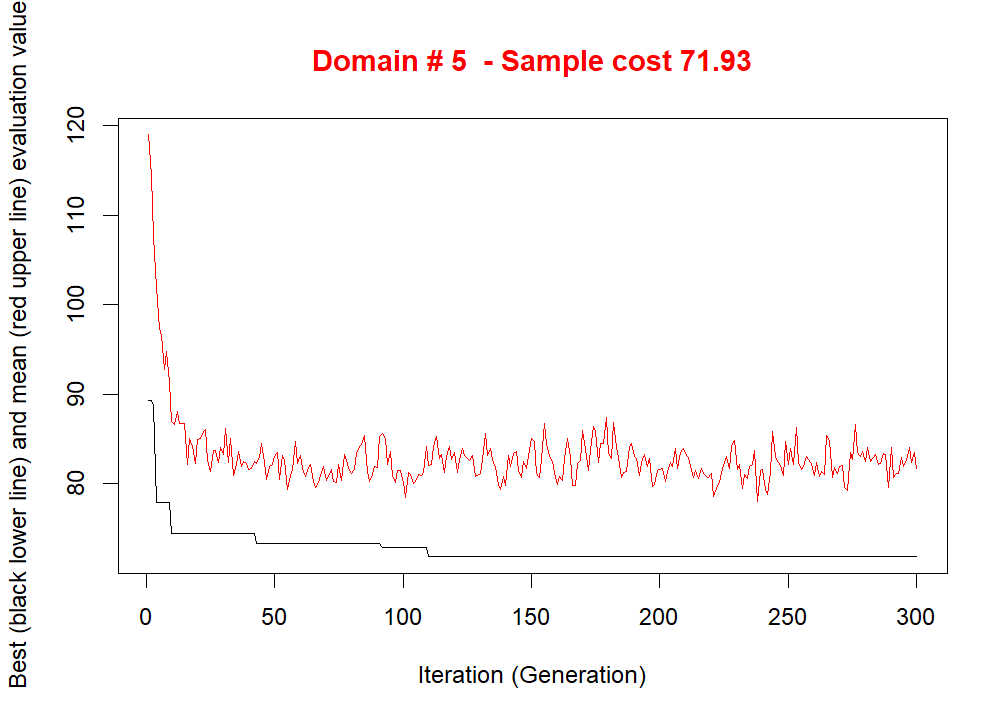 Domain # 5  - Sample cost 71.93
Best (black lower line) and mean (red upper line) evaluation value
120
110
100
90
80
0 50 100 150 200 250 300
Iteration (Generation)